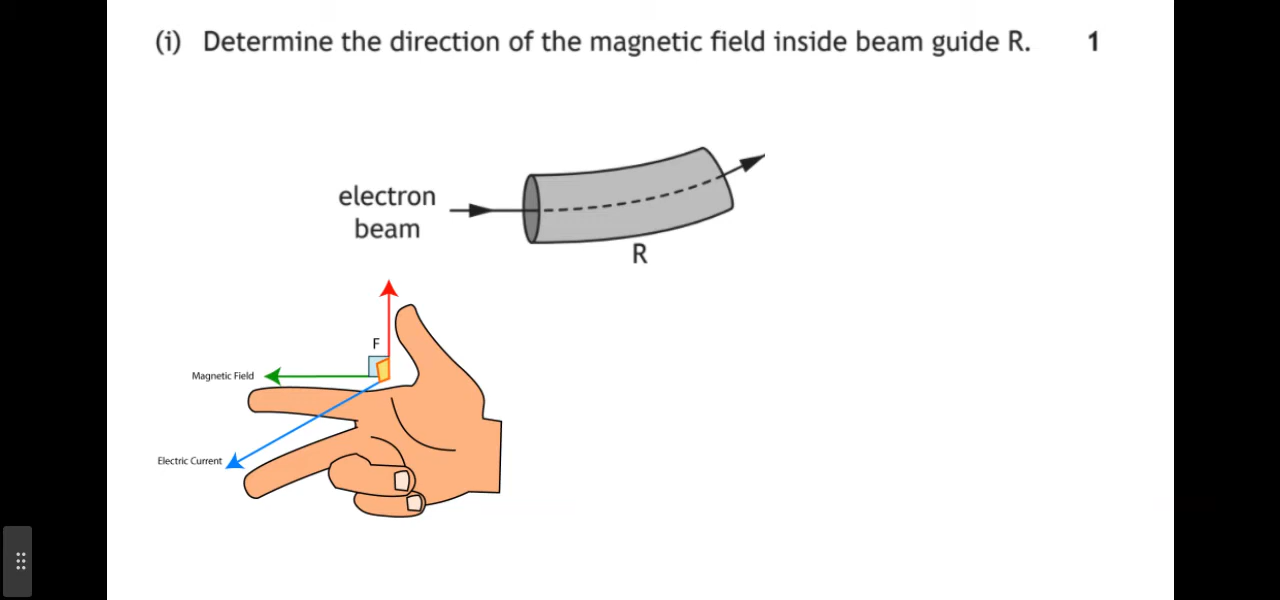 (i) Determine the direction of the magnetic field inside beam guide R. 1
electron
beam
R
F
Magnetic Field
Electric Current